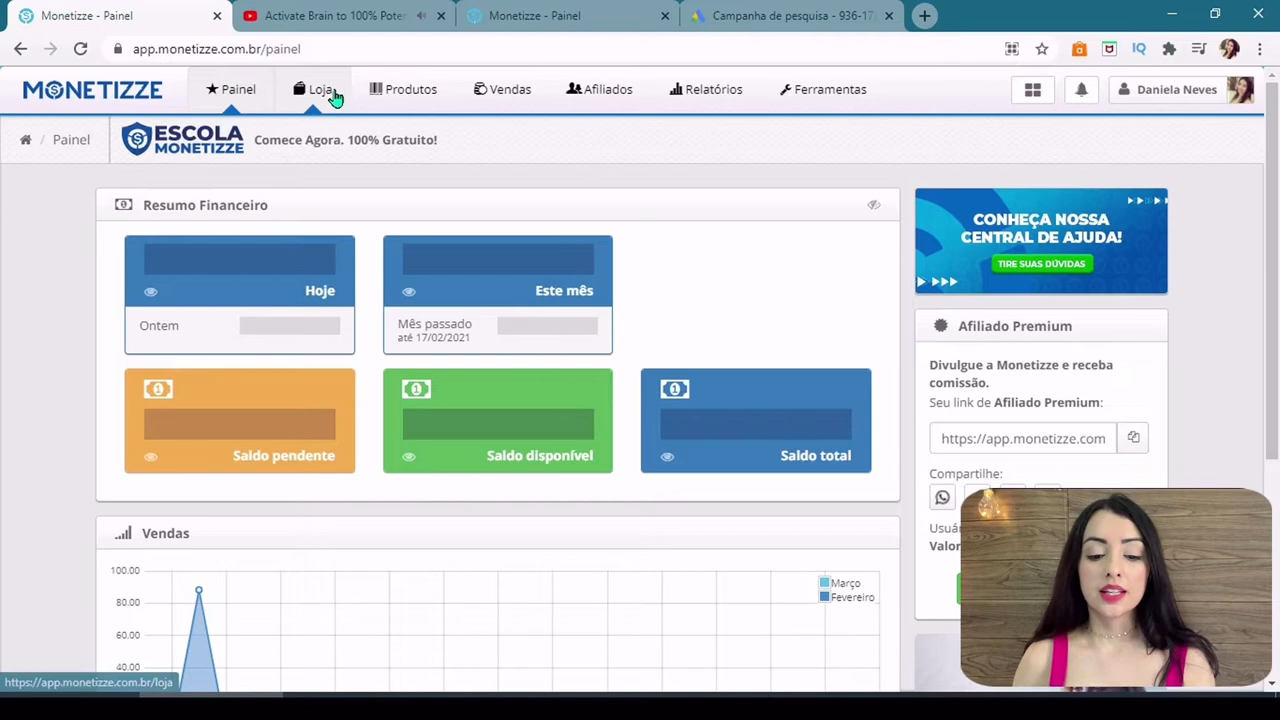 Monetizze - Painel
Activate Brain to 100% Poten
Monetizze - Painel
Campanha de pesquisa - 936-17
app.monetizze.com.br/painel
IQ
MONETIZZE
Painel
Loja
Produtos
Vendas
Afiliados
Relatórios
Ferramentas
Daniela Neves
Painel
ESCOLA
MONETIZZE
Comece Agora. 100% Gratuito!
Resumo Financeiro
Hoje
Ontem
Este mês
Mês passado
até 17/02/2021
Saldo pendente
Saldo disponível
Saldo total
CONHEÇA NOSSA
CENTRAL DE AJUDA!
TIRE SUAS DÚVIDAS
Afiliado Premium
Divulgue a Monetizze e receba
comissão.
Seu link de Afiliado Premium:
https://app.monetizze.com
Compartilhe:
Usuá
Valor
Vendas
100.00
80.00
60.00
40.00
Março
Fevereiro
https://app.monetizze.com.br/loja